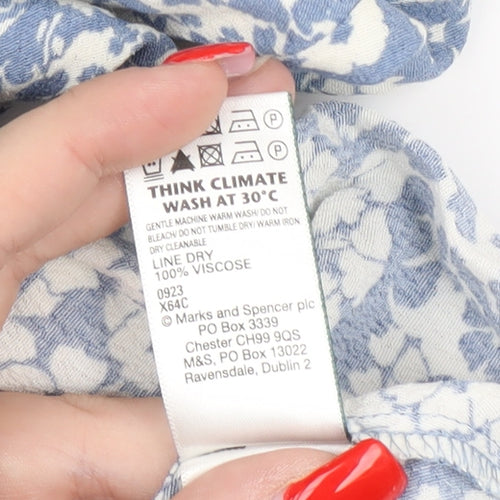 P
P
THINK CLIMATE
WASH AT 30°C
GENTLE MACHINE WARM WASH/DO NOT
BLEACH/ DO NOT TUMBLE DRY/ WARM IRON
DRY CLEANABLE
LINE DRY
100% VISCOSE
0923
X64C
© Marks and Spencer plc
PO Box 3339
Chester CH99 9QS
M&S, PO Box 13022
Ravensdale, Dublin 2